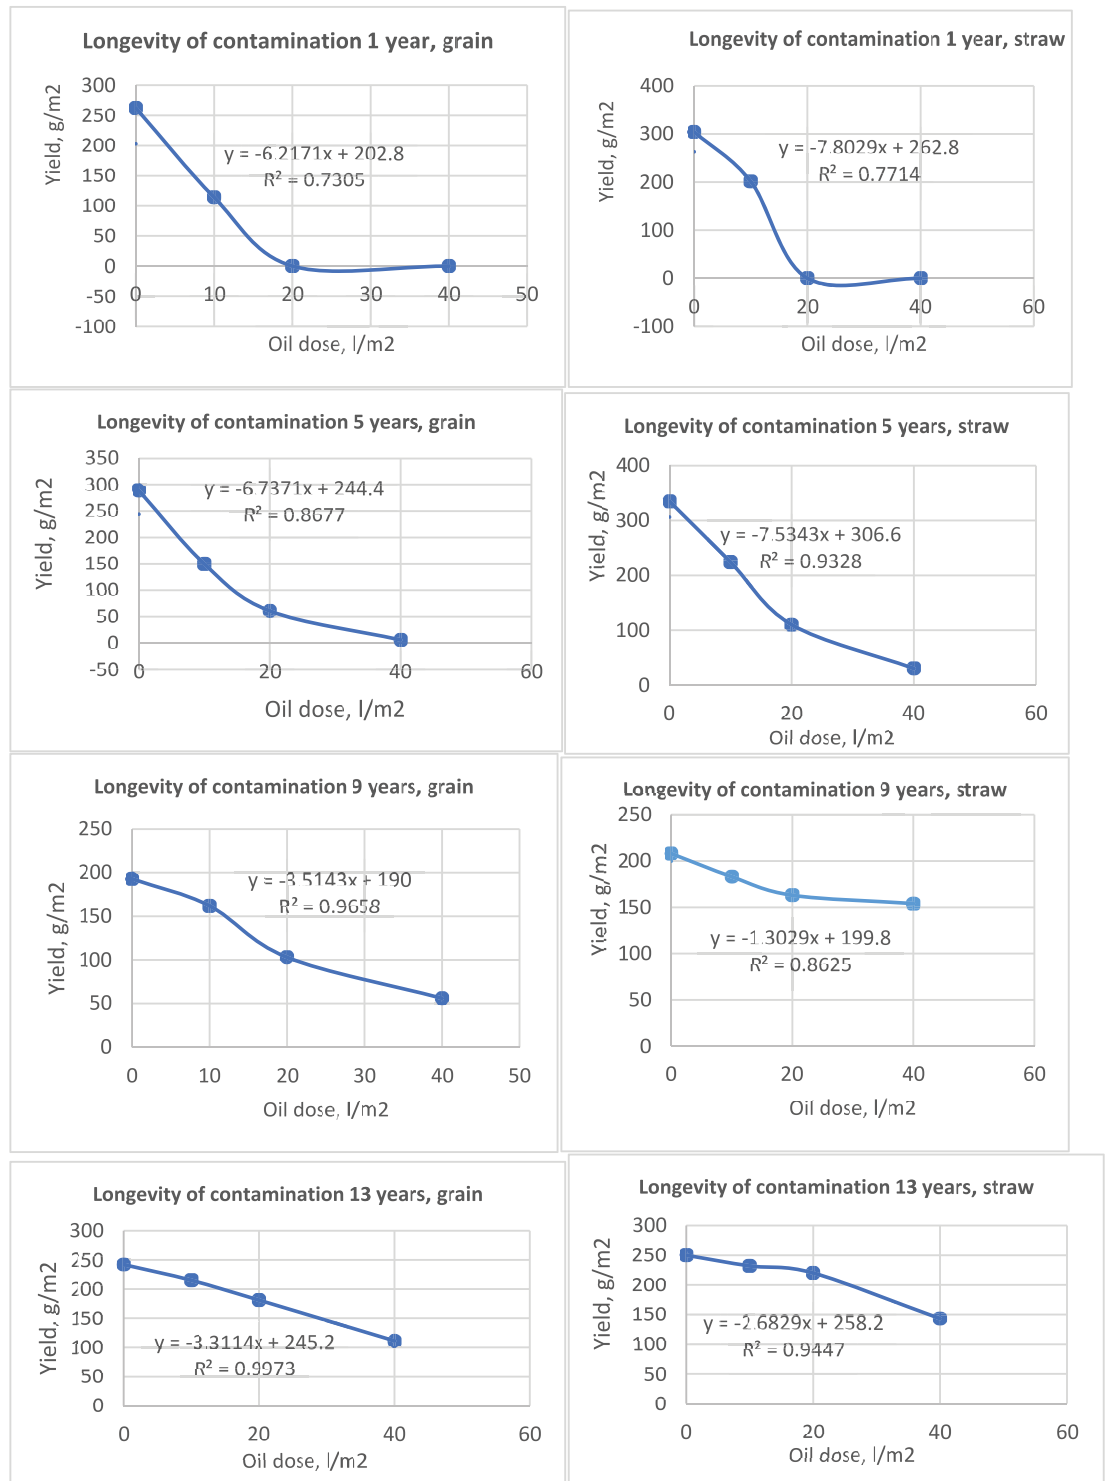 Longevity of contamination 1 year, grain
300
250
200
150
100
50
0
-50
-100
0 10 20 30 40 50
Yield, g/m2
Oil dose, l/m2
y = -6.2171x + 202.8
R² = 0.7305
Longevity of contamination 1 year, straw
400
300
200
100
0
-100
0 20 40 60
Yield, g/m2
Oil dose, l/m2
y = -7.8029x + 262.8
R² = 0.7714
Longevity of contamination 5 years, grain
350
300
250
200
150
100
50
0
-50
0 20 40 60
Yield, g/m2
Oil dose, l/m2
y = -6.7371x + 244.4
R² = 0.8677
Longevity of contamination 5 years, straw
400
300
200
100
0
0 20 40 60
Yield, g/m2
Oil dose, l/m2
y = -7.5343x + 306.6
R² = 0.9328
Longevity of contamination 9 years, grain
250
200
150
100
50
0
0 10 20 30 40 50
Yield, g/m2
Oil dose, l/m2
y = -3.5143x + 190
R² = 0.9658
Longevity of contamination 9 years, straw
250
200
150
100
50
0
0 20 40 60
Yield, g/m2
Oil dose, l/m2
y = -1.3029x + 199.8
R² = 0.8625
Longevity of contamination 13 years, grain
300
250
200
150
100
50
0
0 20 40 60
Yield, g/m2
Oil dose, l/m2
y = -3.3114x + 245.2
R² = 0.9973
Longevity of contamination 13 years, straw
300
250
200
150
100
50
0
0 20 40 60
Yield, g/m2
Oil dose, l/m2
y = -2.6829x + 258.2
R² = 0.9447